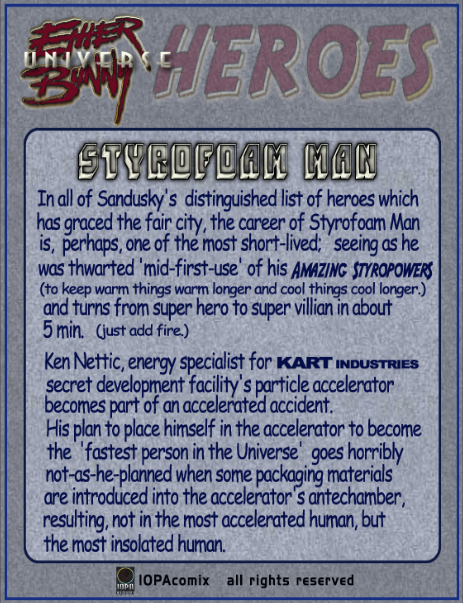 ETHER
UNIVERSE
BUNNY
HEROES
STYROFOAM MAN
In all of Sandusky's distinguished list of heroes which
has graced the fair city, the career of Styrofoam Man
is, perhaps, one of the most short-lived; seeing as he
was thwarted 'mid-first-use' of his AMAZING $TYROPOWER$
(to keep warm things warm longer and cool things cool longer.)
and turns from super hero to super villian in about
5 min. (just add fire.)
Ken Nettic, energy specialist for KART INDUSTRIES
secret development facility's particle accelerator
becomes part of an accelerated accident.
His plan to place himself in the accelerator to become
the 'fastest person in the Universe' goes horribly
not-as-he-planned when some packaging materials
are introduced into the accelerator's antechamber,
resulting, not in the most accelerated human, but
the most insolated human.
IOPA
IOPAcomix all rights reserved